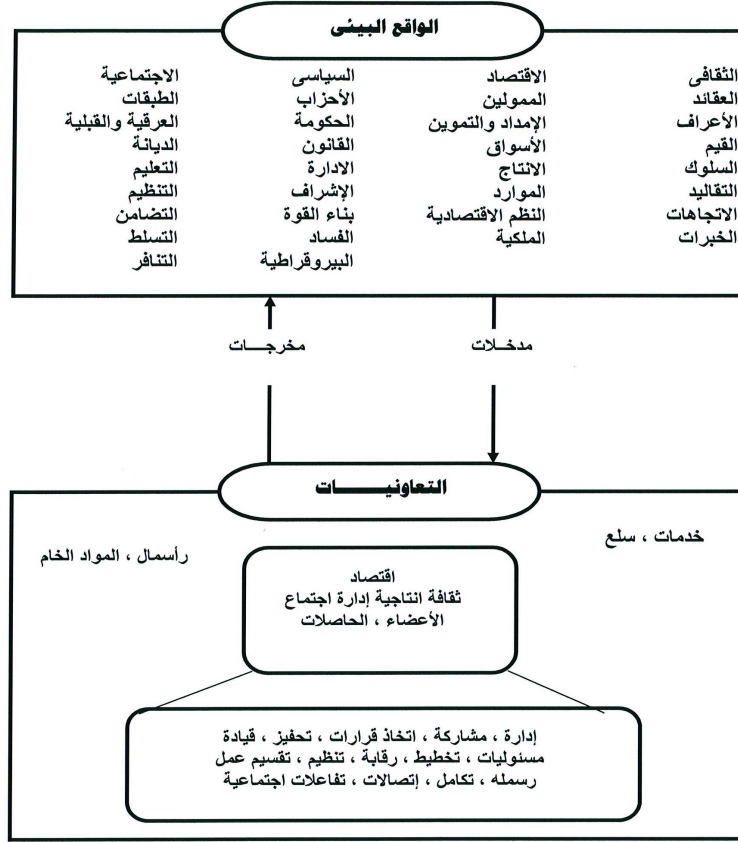 الواقع البيئى
الثقافى
العقائد
الأعراف
القيم
السلوك
التقاليد
الاتجاهات
الخبرات
الاقتصاد
الممولين
الإمداد والتموين
الأسواق
الانتاج
الموارد
النظم الاقتصادية
الملكية
السياسى
الأحزاب
الحكومة
القانون
الادارة
الإشراف
بناء القوة
الفساد
البيروقراطية
الاجتماعية
الطبقات
العرقية والقبلية
الديانة
التعليم
التنظيم
التضامن
التسلط
التنافر
مدخــلات
مخرجــــات
التعاونيـــــــــات
خدمات ، سلع
رأسمال ، المواد الخام
اقتصاد
ثقافة انتاجية إدارة اجتماع
الأعضاء ، الحاصلات
إدارة ، مشاركة ، اتخاذ قرارات ، تحفيز ، قيادة
مسئوليات ، تخطيط ، رقابة ، تنظيم ، تقسيم عمل
رسمله ، تكامل ، إتصالات ، تفاعلات اجتماعية